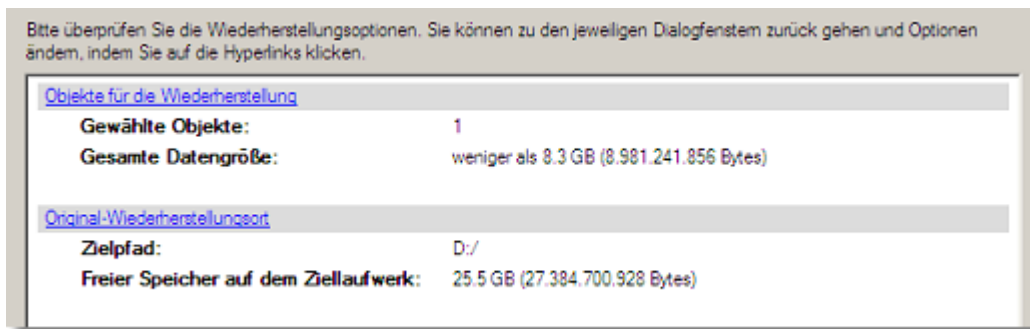 Bitte überprüfen Sie die Wiederherstellungsoptionen. Sie können zu den jeweiligen Dialogfenstern zurück gehen und Optionen
ändern, indem Sie auf die Hyperlinks klicken.
Objekte für die Wiederherstellung
Gewählte Objekte: 1
Gesamte Datengröße: weniger als 8.3 GB (8.981.241.856 Bytes)
Original-Wiederherstellungsort
Zielpfad: D:/
Freier Speicher auf dem Ziellaufwerk: 25.5 GB (27.384.700.928 Bytes)